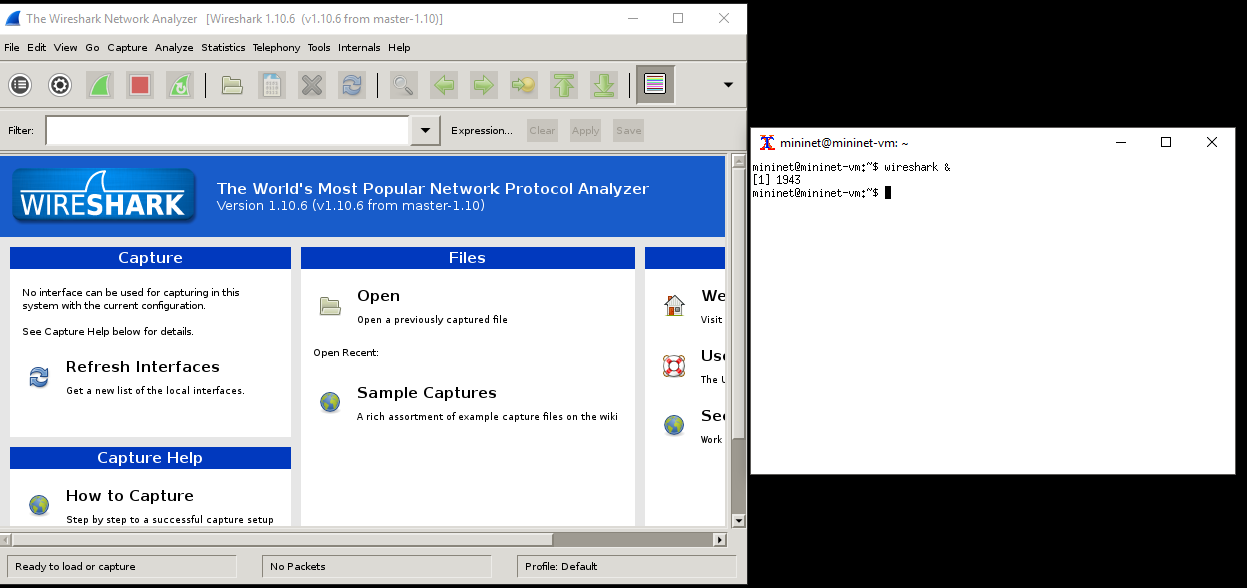 The Wireshark Network Analyzer [Wireshark 1.10.6 (v1.10.6 from master-1.10)]
File Edit View Go Capture Analyze Statistics Telephony Tools Internals Help
Filter: Expression... Clear Apply Save
WIRESHARK
The World's Most Popular Network Protocol Analyzer
Version 1.10.6 (v1.10.6 from master-1.10)
Capture
No interface can be used for capturing in this
system with the current configuration.
See Capture Help below for details.
Refresh Interfaces
Get a new list of the local interfaces.
Capture Help
How to Capture
Step by step to a successful capture setup
Files
Open
Open a previously captured file
Open Recent:
Sample Captures
A rich assortment of example capture files on the wiki
We
Visit
Use
The U
Sec
Work
Ready to load or capture
No Packets
Profile: Default
mininet@mininet-vm: ~
mininet@mininet-vm:~$ wireshark &
[1] 1943
mininet@mininet-vm:~$